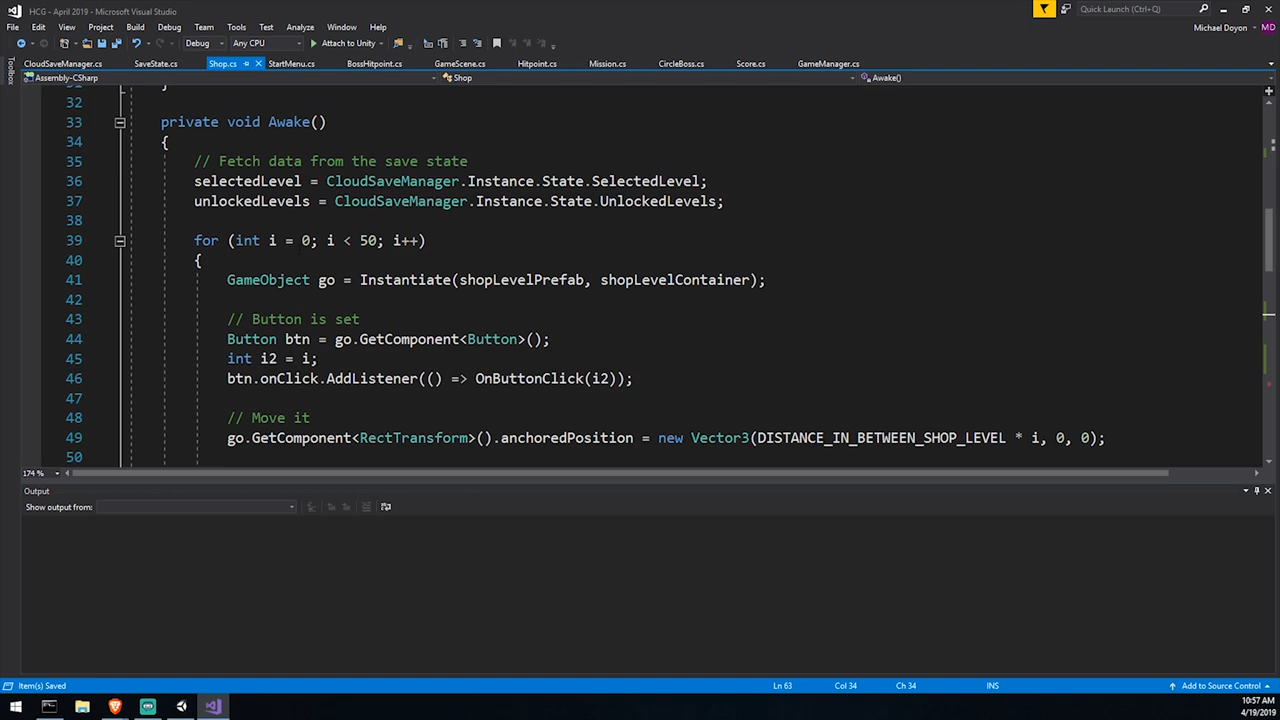 HCG - April 2019 - Microsoft Visual Studio
Quick Launch (Ctrl+Q)
File Edit View Project Build Debug Team Tools Test Analyze Window Help
Michael Doyon MD
Debug Any CPU Attach to Unity
Toolbox
CloudSaveManager.cs SaveState.cs Shop.cs StartMenu.cs BossHitpoint.cs GameScene.cs Hitpoint.cs Mission.cs CircleBoss.cs Score.cs GameManager.cs
Assembly-CSharp Shop Awake()
31 }
32
33 private void Awake()
34 {
35 // Fetch data from the save state
36 selectedLevel = CloudSaveManager.Instance.State.SelectedLevel;
37 unlockedLevels = CloudSaveManager.Instance.State.UnlockedLevels;
38
39 for (int i = 0; i < 50; i++)
40 {
41 GameObject go = Instantiate(shopLevelPrefab, shopLevelContainer);
42
43 // Button is set
44 Button btn = go.GetComponent<Button>();
45 int i2 = i;
46 btn.onClick.AddListener(() => OnButtonClick(i2));
47
48 // Move it
49 go.GetComponent<RectTransform>().anchoredPosition = new Vector3(DISTANCE_IN_BETWEEN_SHOP_LEVEL * i, 0, 0);
50
174 %
Output
Show output from:
Item(s) Saved Ln 63 Col 34 Ch 34 INS Add to Source Control
10:57 AM
4/19/2019